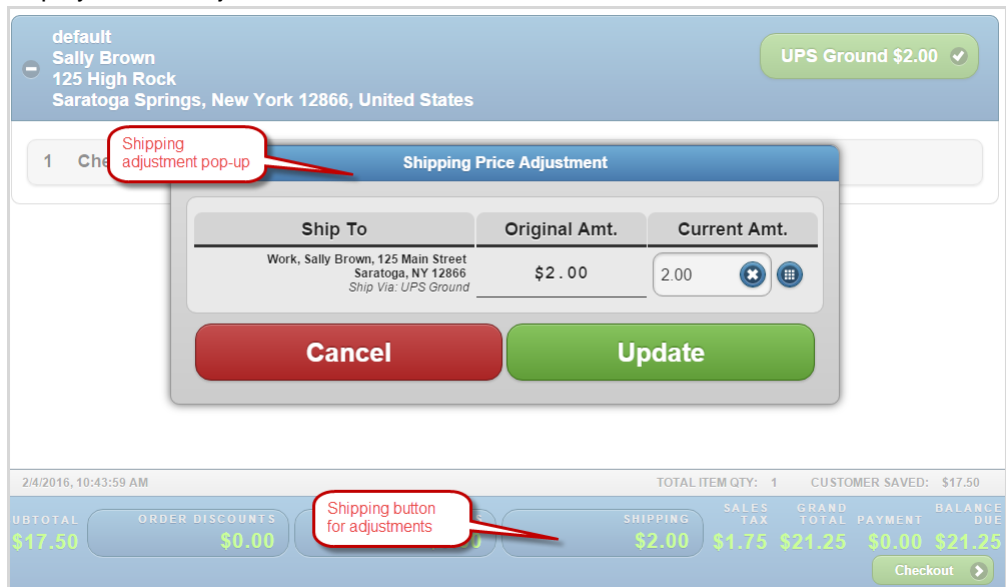 default
Sally Brown
125 High Rock
Saratoga Springs, New York 12866, United States
UPS Ground $2.00
1 Che
Shipping
adjustment pop-up
Shipping Price Adjustment
Ship To Original Amt. Current Amt.
Work, Sally Brown, 125 Main Street
Saratoga, NY 12866
Ship Via: UPS Ground
$2.00
2.00
Cancel Update
2/4/2016, 10:43:59 AM TOTAL ITEM QTY: 1 CUSTOMER SAVED: $17.50
Shipping button
for adjustments
UBTOTAL ORDER DISCOUNTS SHIPPING SALES TAX GRAND TOTAL PAYMENT BALANCE DUE
$17.50 $0.00 $2.00 $1.75 $21.25 $0.00 $21.25
Checkout